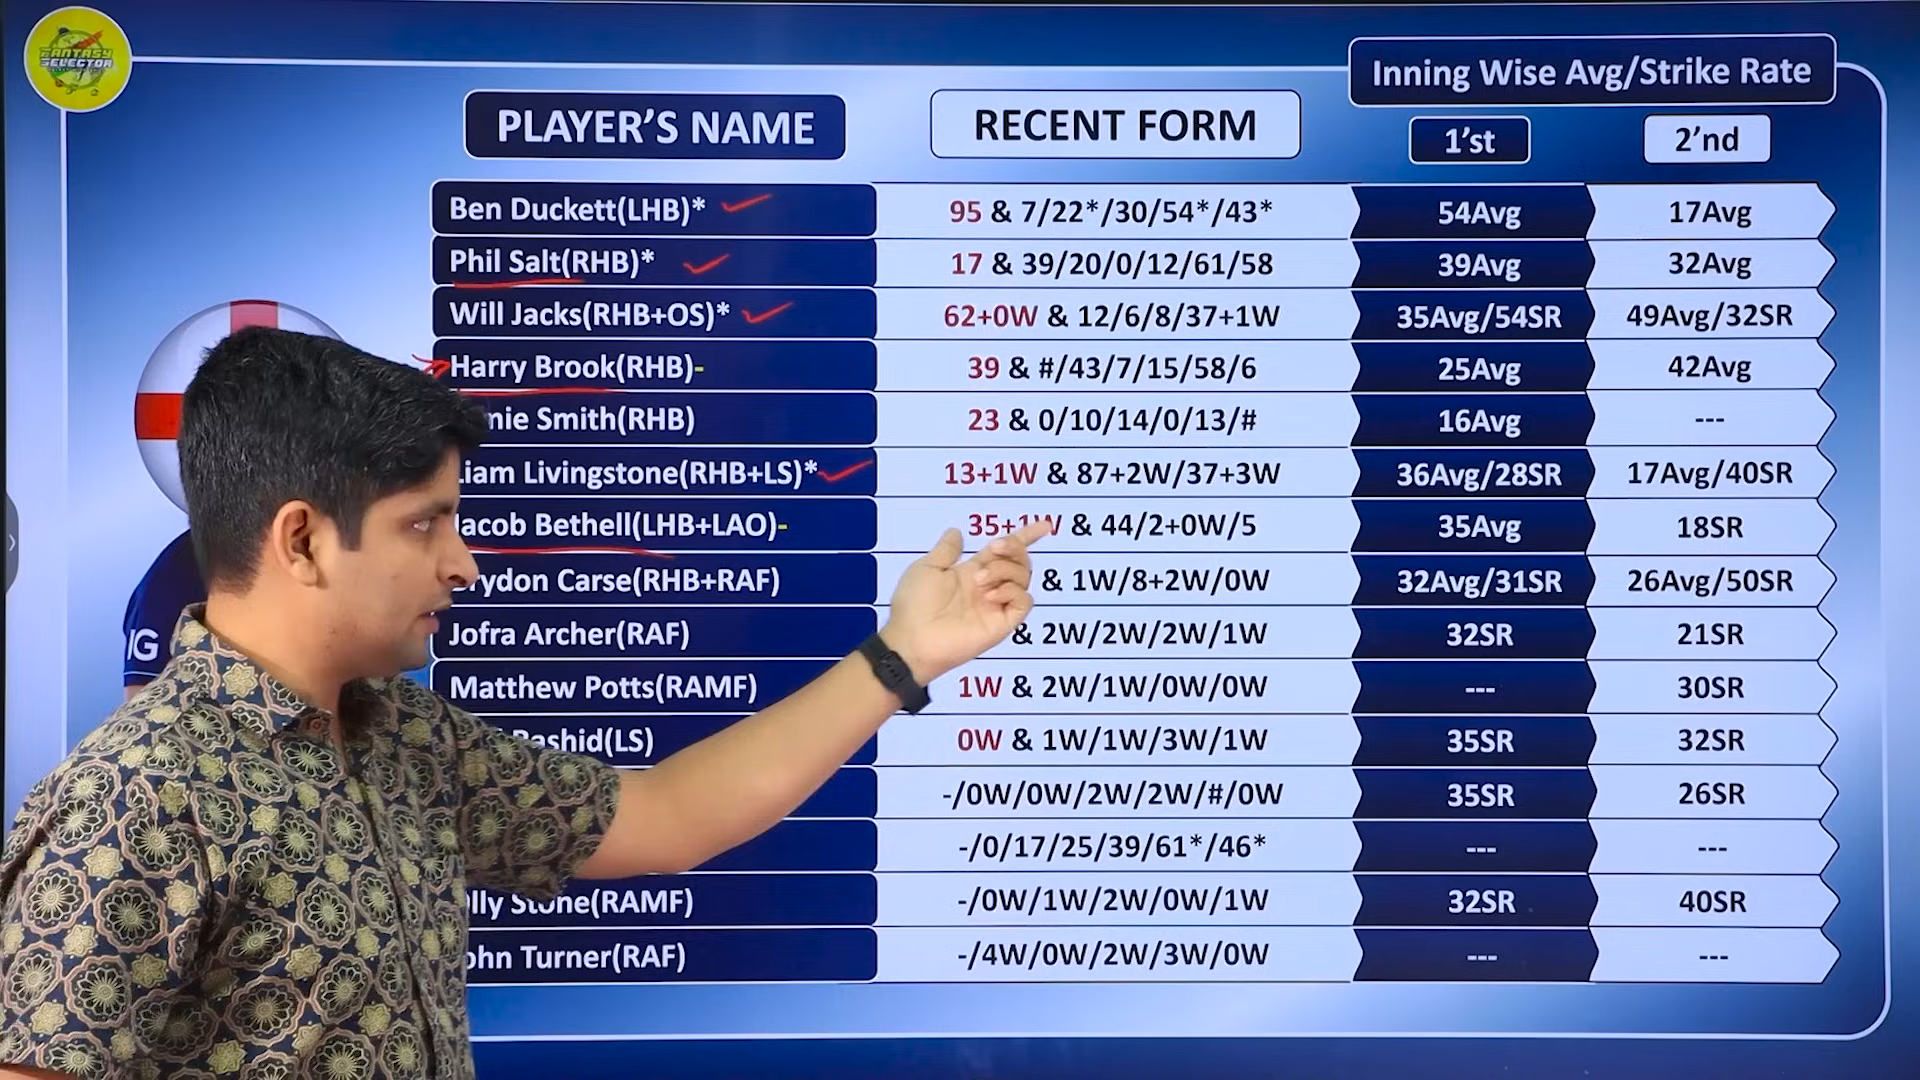 FANTASY
SELECTOR
Inning Wise Avg/Strike Rate
PLAYER'S NAME RECENT FORM 1'st 2'nd
Ben Duckett(LHB)* 95 & 7/22*/30/54*/43* 54Avg 17Avg
Phil Salt(RHB)* 17 & 39/20/0/12/61/58 39Avg 32Avg
Will Jacks(RHB+OS)* 62+0W & 12/6/8/37+1W 35Avg/54SR 49Avg/32SR
Harry Brook(RHB)- 39 & #/43/7/15/58/6 25Avg 42Avg
mie Smith(RHB) 23 & 0/10/14/0/13/# 16Avg ---
Liam Livingstone(RHB+LS)* 13+1W & 87+2W/37+3W 36Avg/28SR 17Avg/40SR
Jacob Bethell(LHB+LAO)- 35+1W & 44/2+0W/5 35Avg 18SR
rydon Carse(RHB+RAF) & 1W/8+2W/0W 32Avg/31SR 26Avg/50SR
Jofra Archer(RAF) & 2W/2W/2W/1W 32SR 21SR
Matthew Potts(RAMF) 1W & 2W/1W/0W/0W --- 30SR
Rashid(LS) 0W & 1W/1W/3W/1W 35SR 32SR
-/0W/0W/2W/2W/#/0W 35SR 26SR
-/0/17/25/39/61*/46* --- ---
lly Stone(RAMF) -/0W/1W/2W/0W/1W 32SR 40SR
ohn Turner(RAF) -/4W/0W/2W/3W/0W --- ---
IG